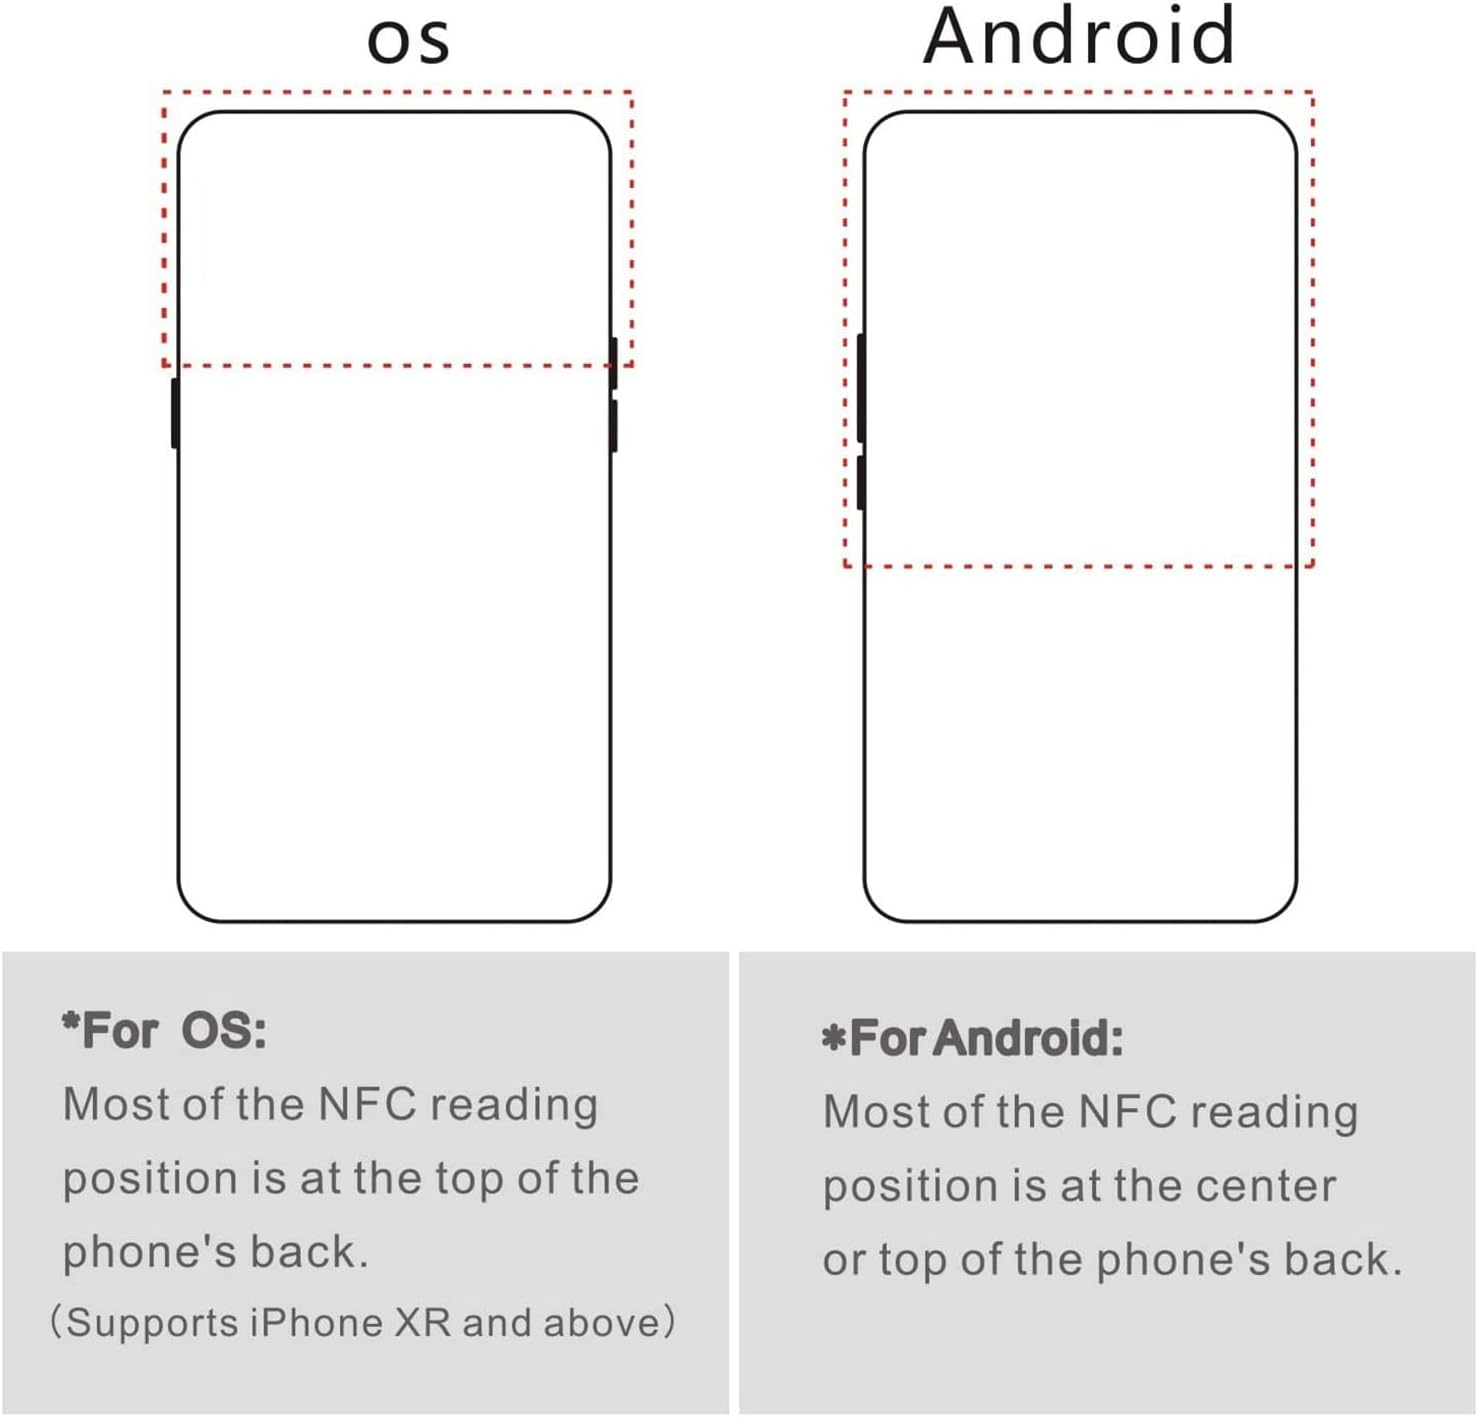 os
Android
*For OS:
Most of the NFC reading
position is at the top of the
phone's back.
(Supports iPhone XR and above)
*For Android:
Most of the NFC reading
position is at the center
or top of the phone's back.